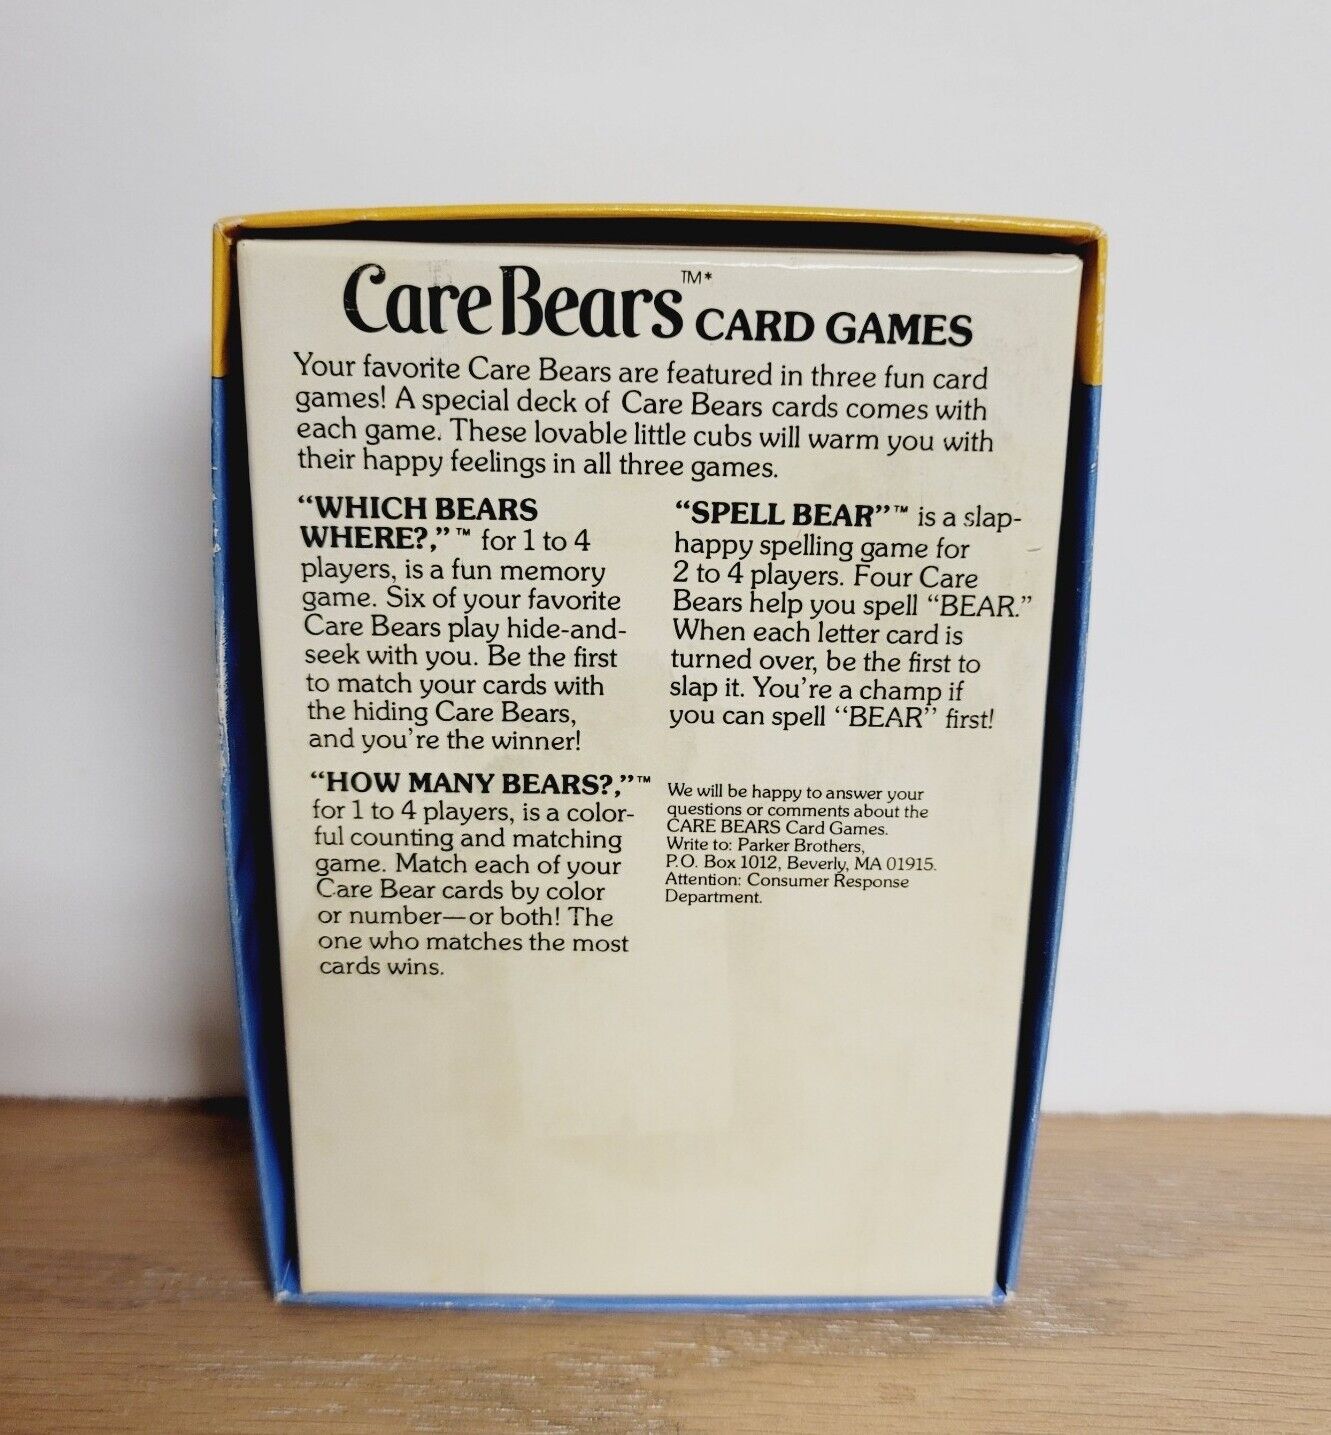 Care Bears™* CARD GAMES
Your favorite Care Bears are featured in three fun card
games! A special deck of Care Bears cards comes with
each game. These lovable little cubs will warm you with
their happy feelings in all three games.
“WHICH BEARS
WHERE?,”™ for 1 to 4
players, is a fun memory
game. Six of your favorite
Care Bears play hide-and-
seek with you. Be the first
to match your cards with
the hiding Care Bears,
and you’re the winner!
“HOW MANY BEARS?,”™
for 1 to 4 players, is a color-
ful counting and matching
game. Match each of your
Care Bear cards by color
or number—or both! The
one who matches the most
cards wins.
“SPELL BEAR”™ is a slap-
happy spelling game for
2 to 4 players. Four Care
Bears help you spell “BEAR.”
When each letter card is
turned over, be the first to
slap it. You’re a champ if
you can spell “BEAR” first!
We will be happy to answer your
questions or comments about the
CARE BEARS Card Games.
Write to: Parker Brothers,
P.O. Box 1012, Beverly, MA 01915.
Attention: Consumer Response
Department.